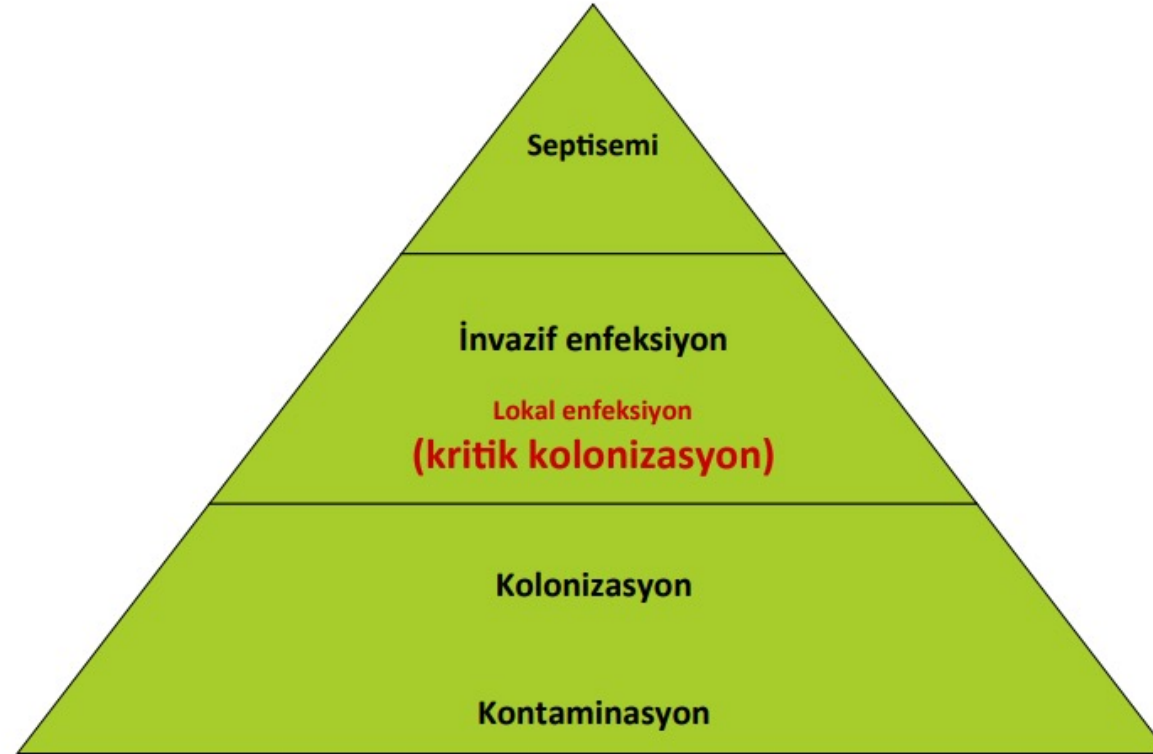 Septisemi
İnvazif enfeksiyon
Lokal enfeksiyon
(kritik kolonizasyon)
Kolonizasyon
Kontaminasyon